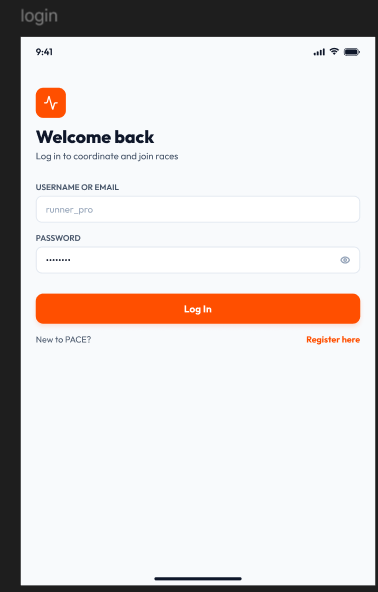 login
9:41
Welcome back
Log in to coordinate and join races
USERNAME OR EMAIL
runner_pro
PASSWORD
••••••••
Log In
New to PACE?
Register here